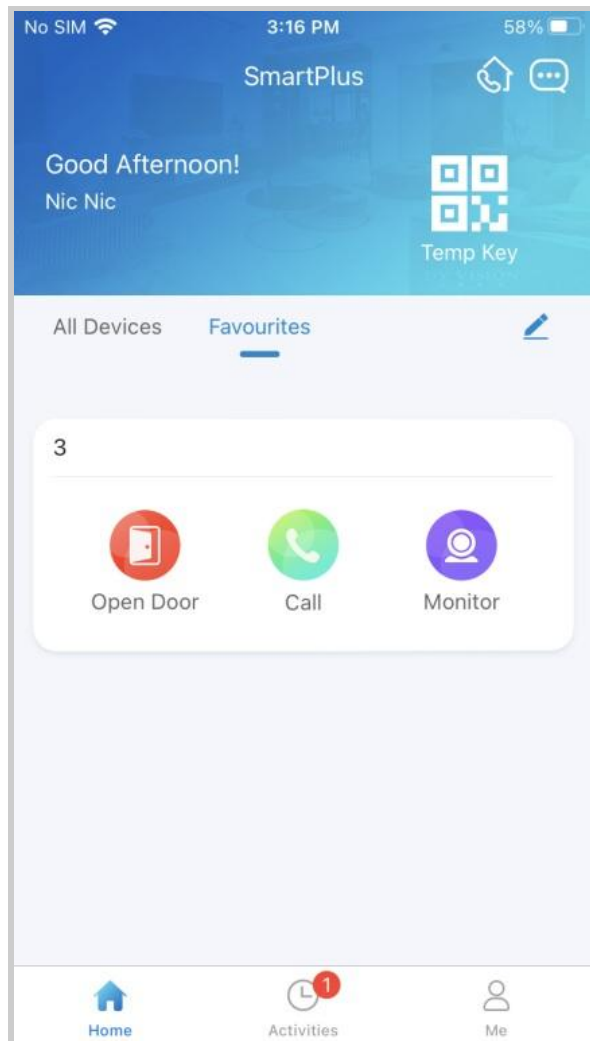 No SIM 3:16 PM 58%
SmartPlus
Good Afternoon!
Nic Nic
Temp Key
All Devices Favourites
3
Open Door Call Monitor
1
Home Activities Me